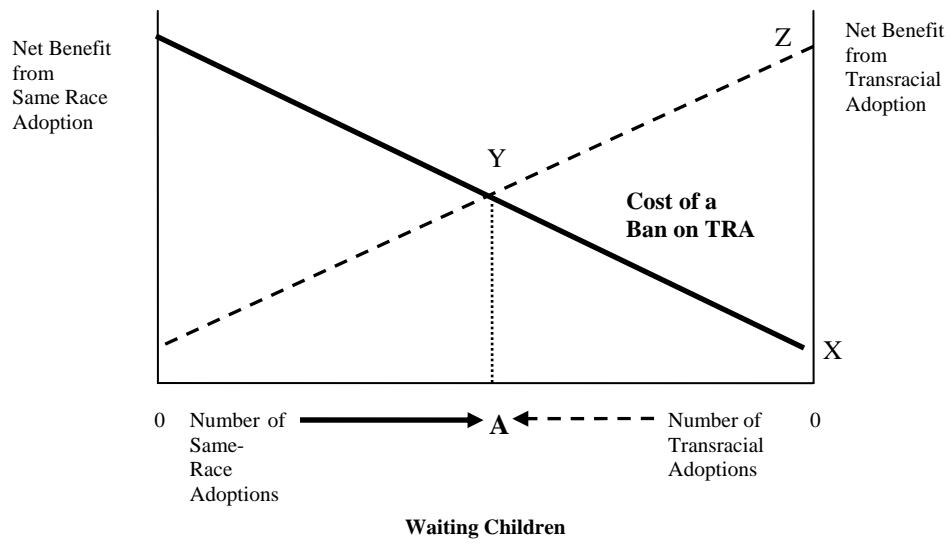 Net Benefit
from
Same Race
Adoption
Z
Net Benefit
from
Transracial
Adoption
Y
Cost of a
Ban on TRA
X
0
Number of
Same-
Race
Adoptions
A
Number of
Transracial
Adoptions
0
Waiting Children